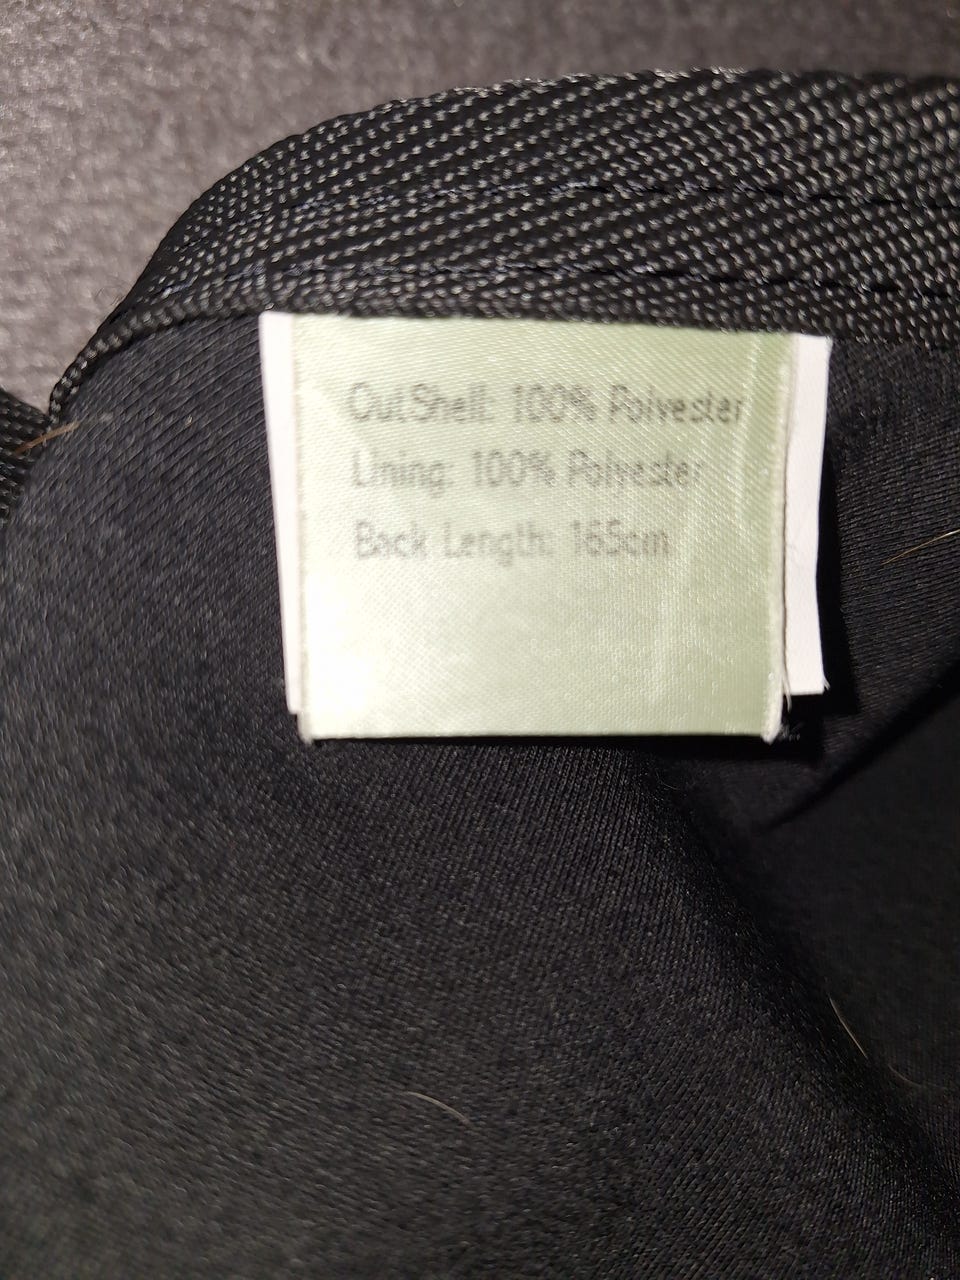 OutShell: 100% Polyester
Lining: 100% Polyester
Back Length: 165cm